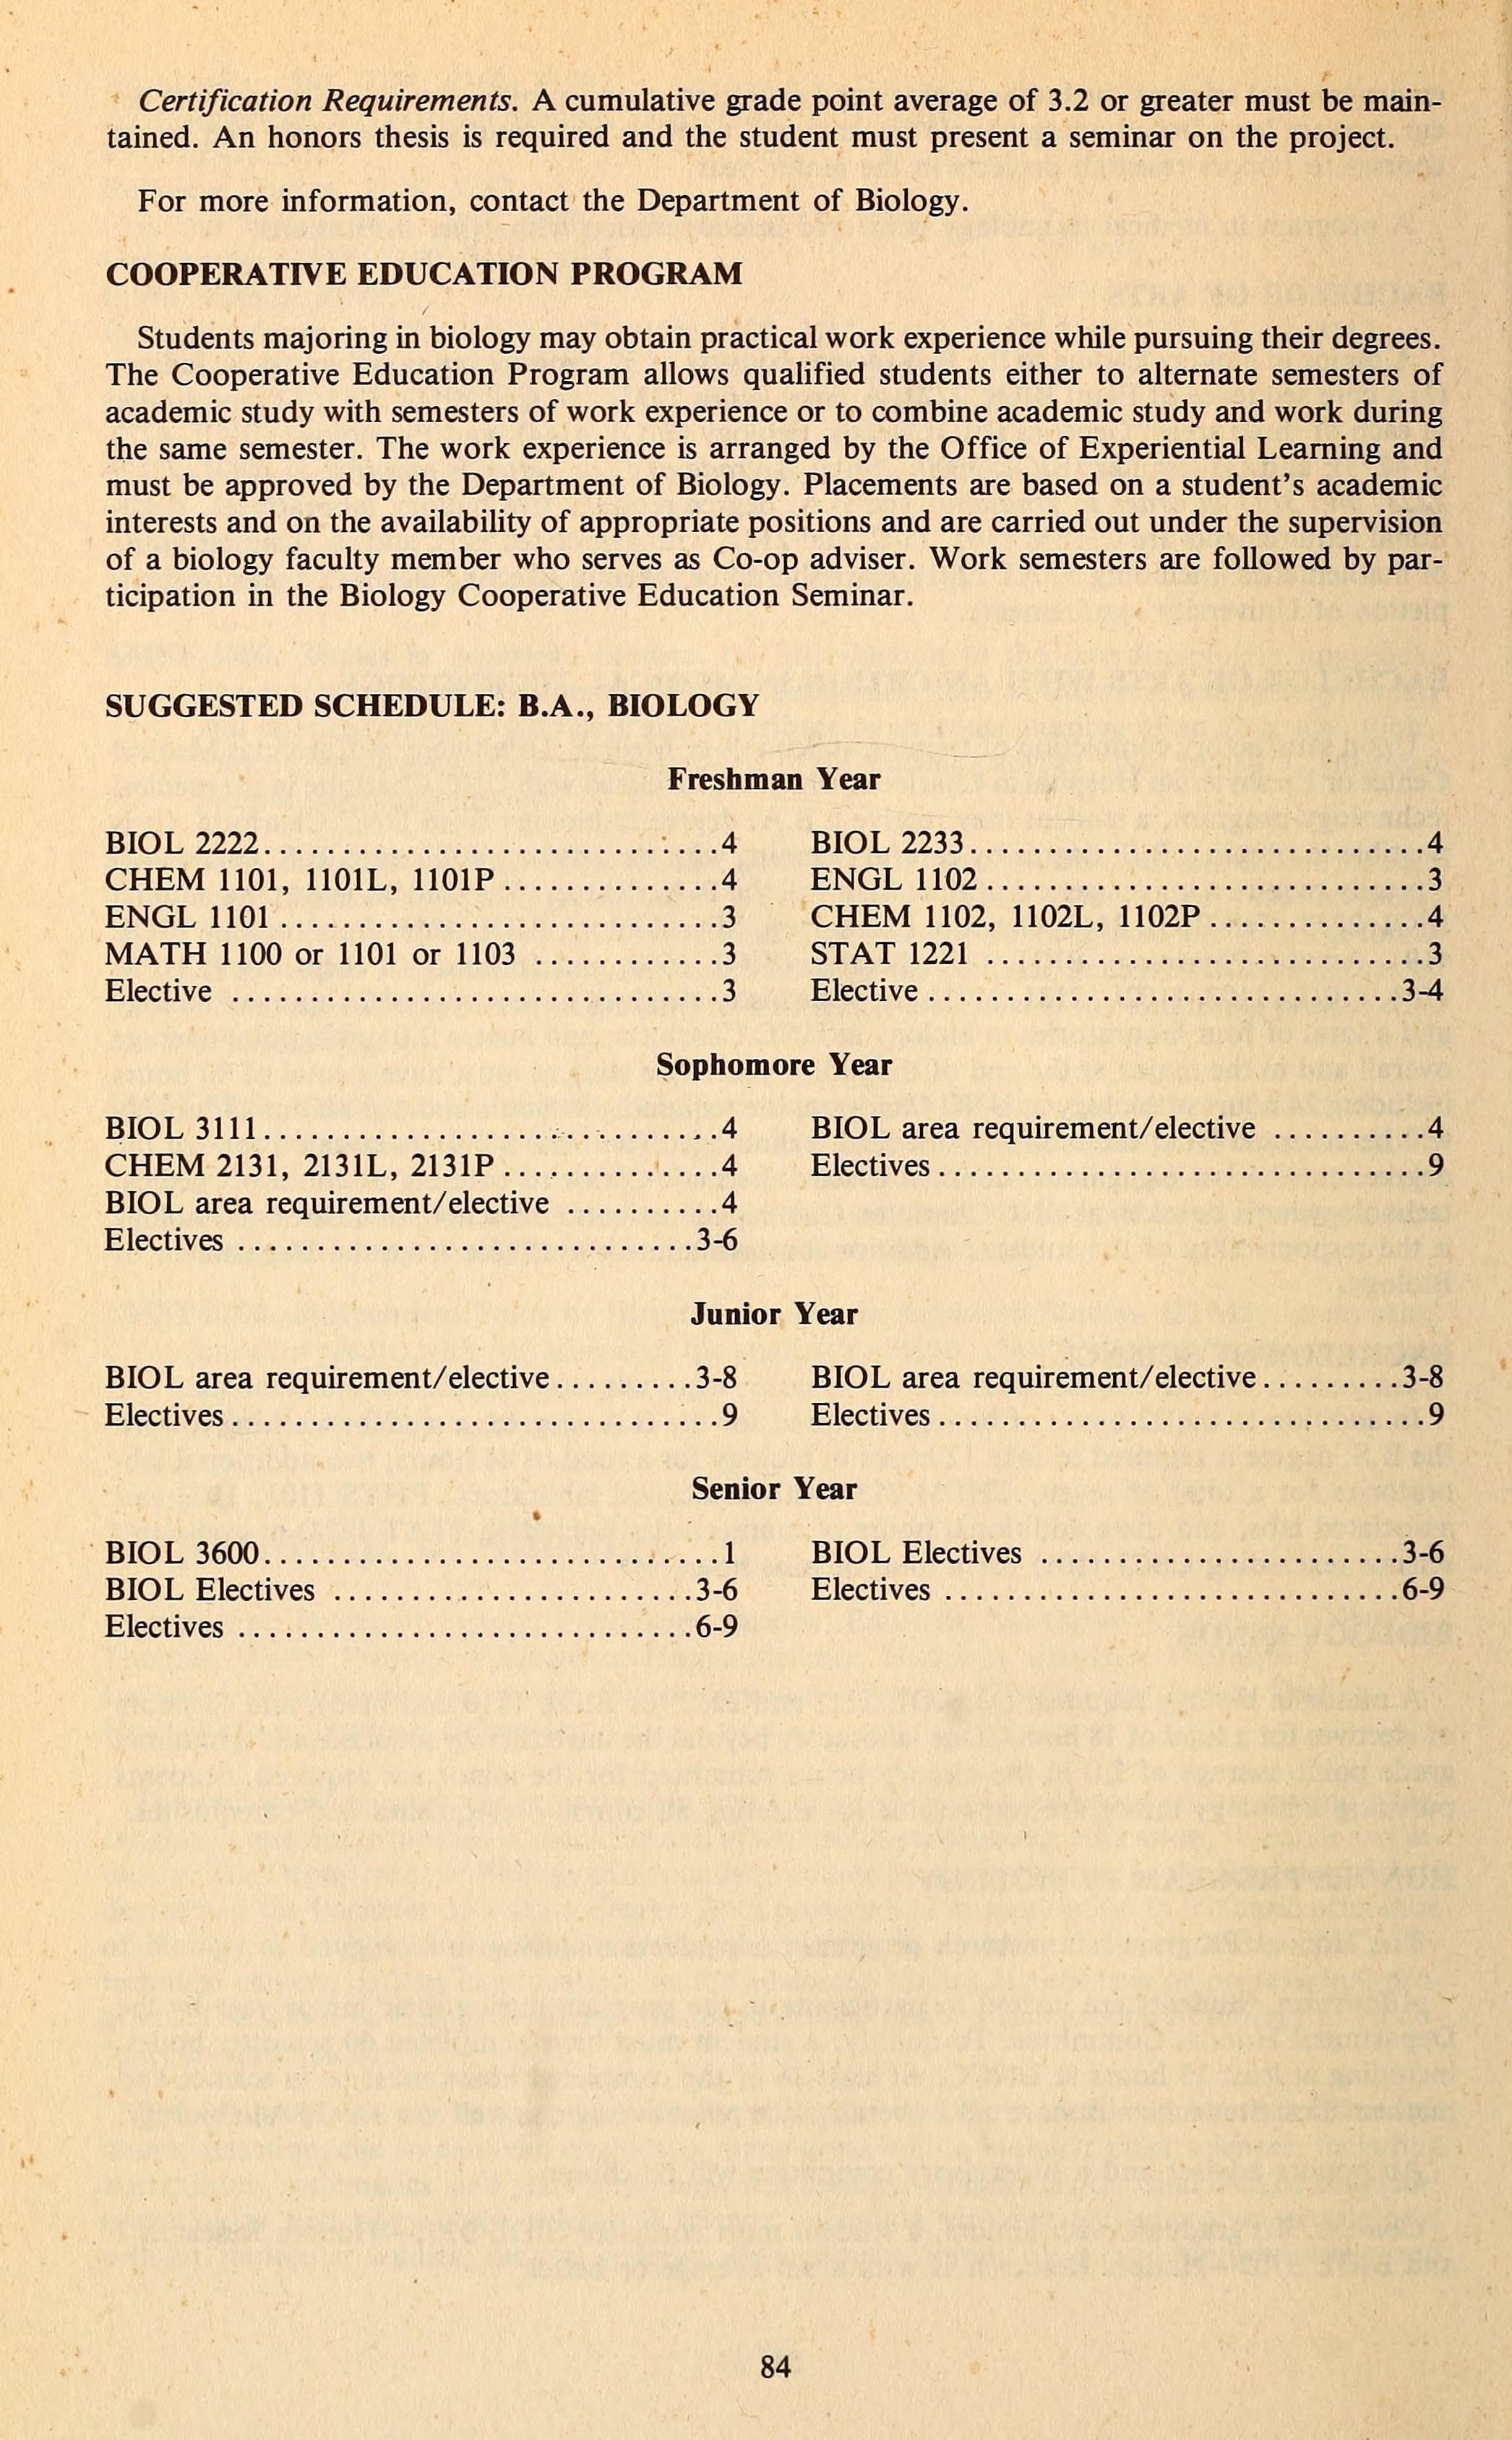 Certification Requirements. A cumulative grade point average of 3.2 or greater must be main-
tained. An honors thesis is required and the student must present a seminar on the project.
For more information, contact the Department of Biology.
COOPERATIVE EDUCATION PROGRAM
Students majoring in biology may obtain practical work experience while pursuing their degrees.
The Cooperative Education Program allows qualified students either to alternate semesters of
academic study with semesters of work experience or to combine academic study and work during
the same semester. The work experience is arranged by the Office of Experiential Learning and
must be approved by the Department of Biology. Placements are based on a student's academic
interests and on the availability of appropriate positions and are carried out under the supervision
of a biology faculty member who serves as Co-op adviser. Work semesters are followed by par-
ticipation in the Biology Cooperative Education Seminar.
SUGGESTED SCHEDULE: B.A., BIOLOGY
Freshman Year
BIOL 2222..............................4
CHEM 1101, 1101L, 1101P..............4
ENGL 1101............................3
MATH 1100 or 1101 or 1103 ............3
Elective ...............................3
BIOL 2233..............................4
ENGL 1102.............................3
CHEM 1102, 1102L, 1102P..............4
STAT 1221 ............................3
Elective..............................3-4
Sophomore Year
BIOL 3111..............................4
CHEM 2131, 2131L, 2131P..............4
BIOL area requirement/elective ..........4
Electives .............................3-6
BIOL area requirement/elective ..........4
Electives................................9
Junior Year
BIOL area requirement/elective.........3-8
Electives................................9
BIOL area requirement/elective.........3-8
Electives................................9
Senior Year
BIOL 3600..............................1
BIOL Electives .......................3-6
Electives .............................6-9
BIOL Electives .......................3-6
Electives .............................6-9
84